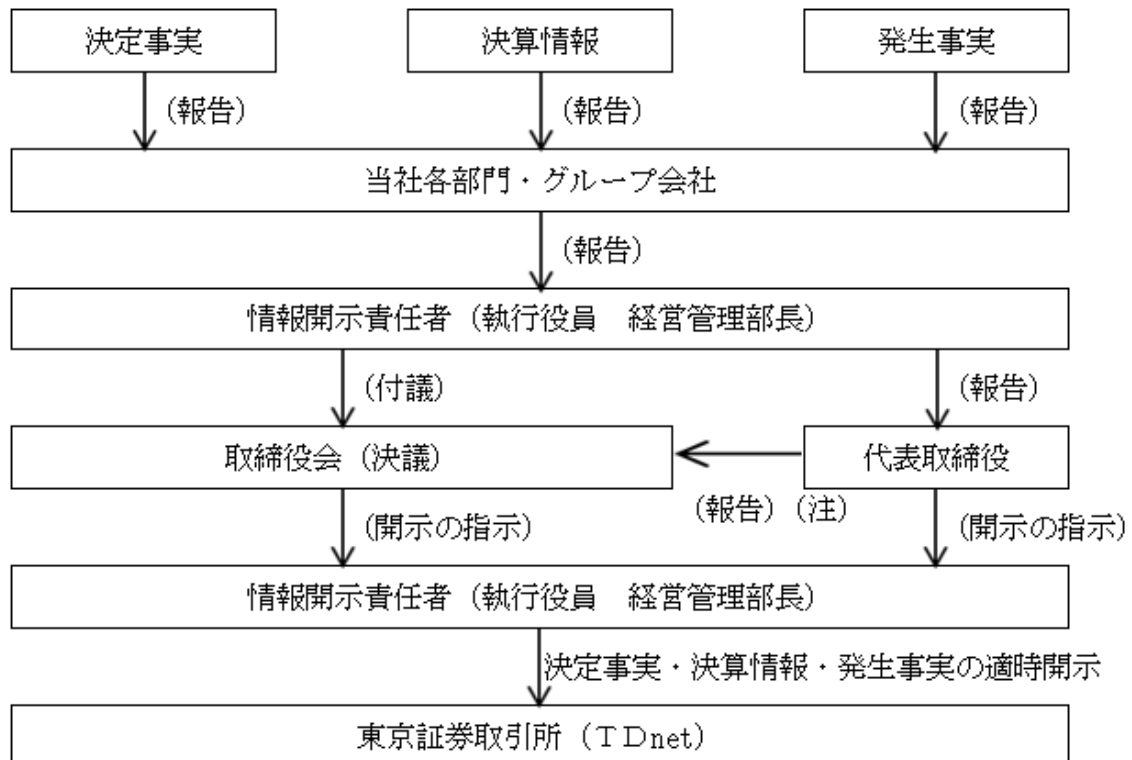 決定事実
決算情報
発生事実
(報告)
(報告)
(報告)
当社各部門・グループ会社
(報告)
情報開示責任者（執行役員　経営管理部長）
(付議)
(報告)
取締役会（決議）
代表取締役
(報告)（注）
(開示の指示)
(開示の指示)
情報開示責任者（執行役員　経営管理部長）
決定事実・決算情報・発生事実の適時開示
東京証券取引所（ＴＤnet）